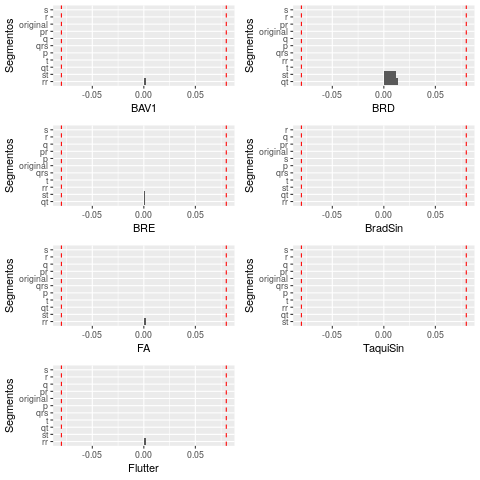 Segmentos
s
r
original
pr
q
qrs
p
t
qt
st
rr
-0.05 0.00 0.05
BAV1
Segmentos
s
r
pr
original
q
qrs
p
t
rr
st
qt
-0.05 0.00 0.05
BRD
Segmentos
s
r
q
pr
p
original
qrs
t
rr
st
qt
-0.05 0.00 0.05
BRE
Segmentos
r
q
pr
original
s
p
qrs
t
st
qt
rr
-0.05 0.00 0.05
BradSin
Segmentos
s
r
q
pr
original
qrs
p
t
qt
st
rr
-0.05 0.00 0.05
FA
Segmentos
s
r
q
pr
original
qrs
p
t
rr
qt
st
-0.05 0.00 0.05
TaquiSin
Segmentos
s
r
q
pr
original
p
qrs
t
qt
st
rr
-0.05 0.00 0.05
Flutter